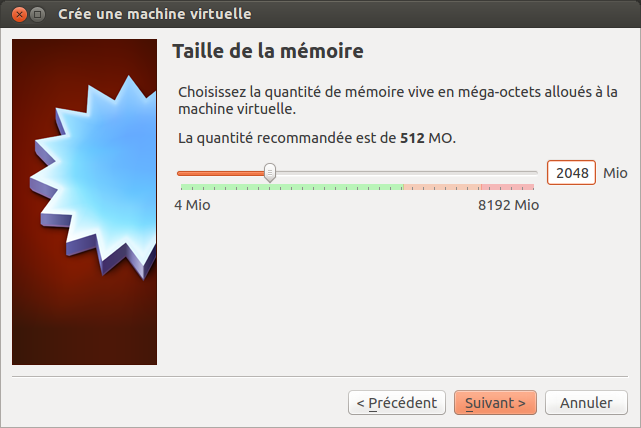 Crée une machine virtuelle
Taille de la mémoire
Choisissez la quantité de mémoire vive en méga-octets alloués à la
machine virtuelle.
La quantité recommandée est de 512 MO.
2048 Mio
4 Mio 8192 Mio
< Précédent Suivant > Annuler